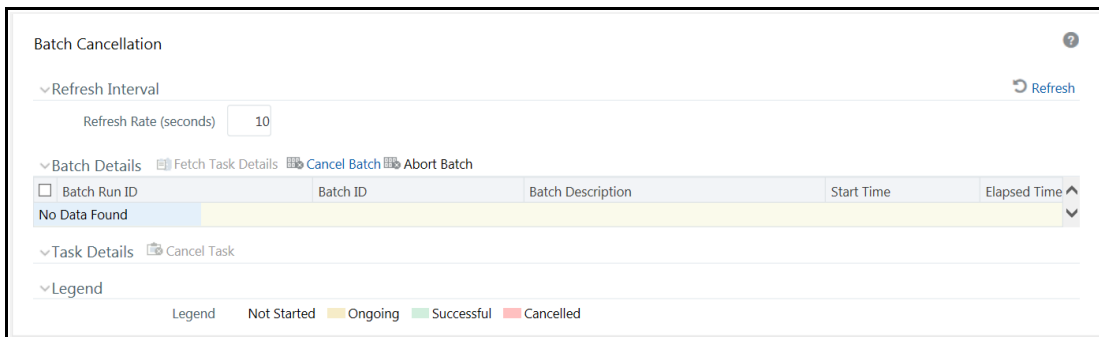 Batch Cancellation
Refresh Interval Refresh
Refresh Rate (seconds) 10
Batch Details Fetch Task Details Cancel Batch Abort Batch
Batch Run ID Batch ID Batch Description Start Time Elapsed Time
No Data Found
Task Details Cancel Task
Legend
Legend Not Started Ongoing Successful Cancelled